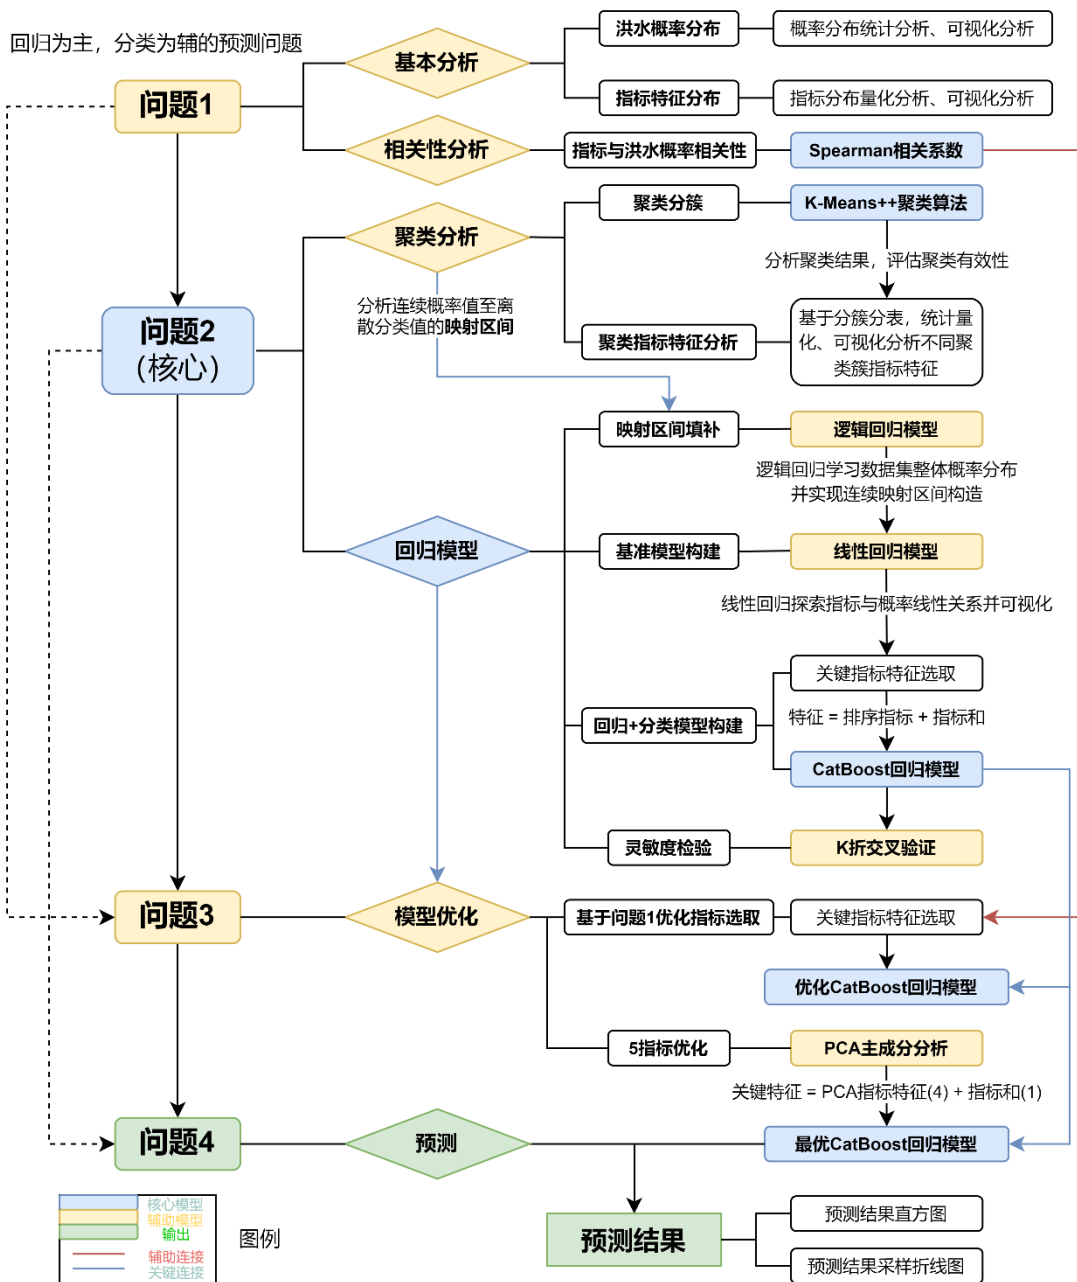 回归为主，分类为辅的预测问题
问题1
基本分析
洪水概率分布
概率分布统计分析、可视化分析
指标特征分布
指标分布量化分析、可视化分析
相关性分析
指标与洪水概率相关性
Spearman相关系数
聚类分析
聚类分簇
K-Means++聚类算法
分析聚类结果，评估聚类有效性
分析连续概率值至离
散分类值的映射区间
聚类指标特征分析
基于分簇分表，统计量
化、可视化分析不同聚
类簇指标特征
问题2
（核心）
映射区间填补
逻辑回归模型
逻辑回归学习数据集整体概率分布
并实现连续映射区间构造
回归模型
基准模型构建
线性回归模型
线性回归探索指标与概率线性关系并可视化
关键指标特征选取
特征 = 排序指标 + 指标和
回归+分类模型构建
CatBoost回归模型
灵敏度检验
K折交叉验证
问题3
模型优化
基于问题1优化指标选取
关键指标特征选取
优化CatBoost回归模型
5指标优化
PCA主成分分析
关键特征 = PCA指标特征(4) + 指标和(1)
问题4
预测
最优CatBoost回归模型
预测结果
预测结果直方图
预测结果采样折线图
核心模型
辅助模型
输出
辅助连接
关键连接
图例